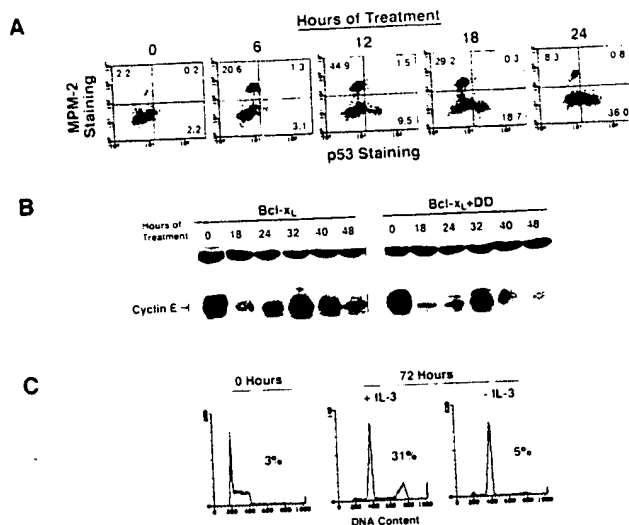 A
Hours of Treatment
0 6 12 18 24
MPM-2 Staining
2.2 0.2 2.2
20.6 1.3 3.1
44.9 1.5 9.5
29.2 0.3 18.7
8.3 0.8 36.0
p53 Staining
B
Bcl-xL Bcl-xL+DD
Hours of Treatment 0 18 24 32 40 48 0 18 24 32 40 48
Cyclin E
C
0 Hours 72 Hours
+ IL-3 - IL-3
3% 31% 5%
DNA Content